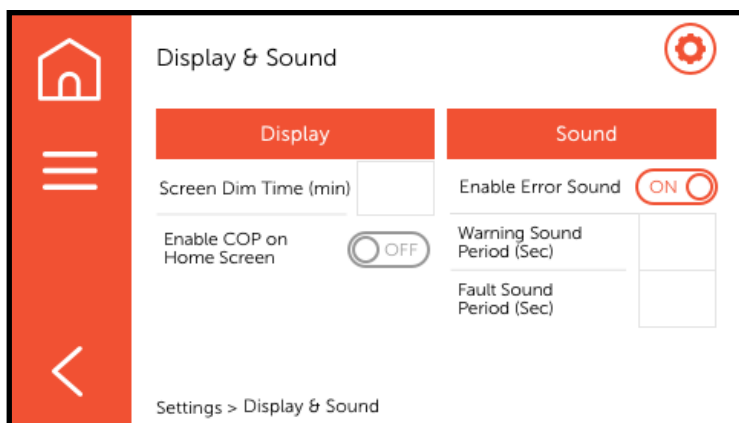 Display & Sound
Display
Screen Dim Time (min)
Enable COP on
Home Screen
OFF
Sound
Enable Error Sound
ON
Warning Sound
Period (Sec)
Fault Sound
Period (Sec)
Settings > Display & Sound